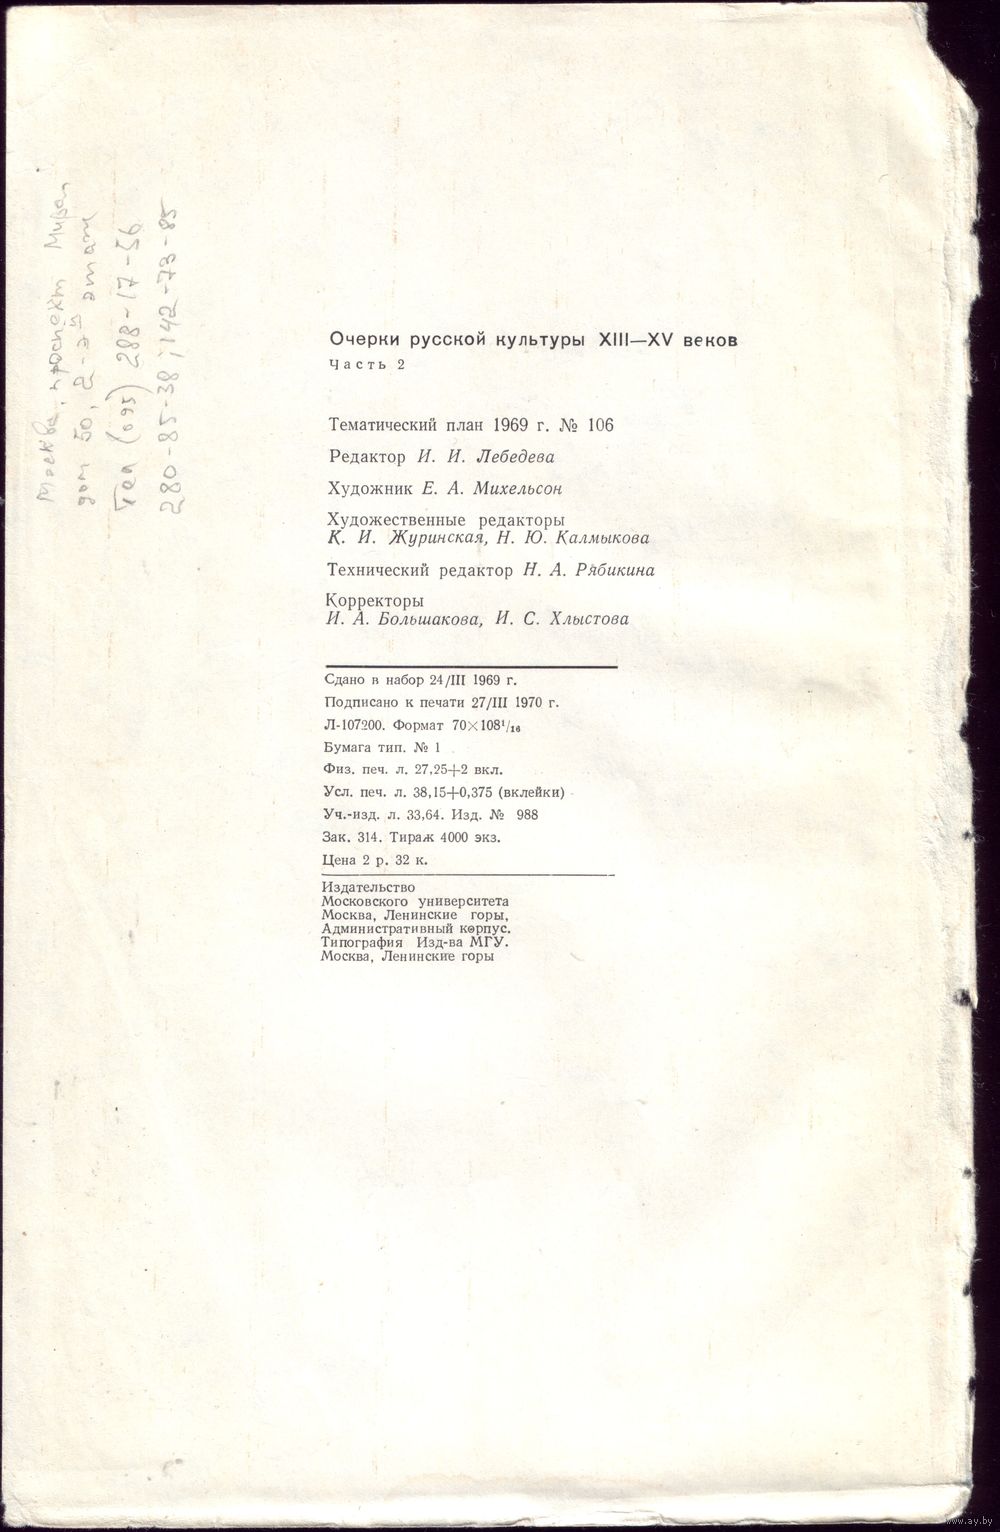 Москва, проспект Мира,
дом 50, 2-эй этаж
Тел (095) 288-17-56
280-85-38; 142-73-85
Очерки русской культуры XIII—XV веков
Часть 2
Тематический план 1969 г. № 106
Редактор И. И. Лебедева
Художник Е. А. Михельсон
Художественные редакторы
К. И. Журинская, Н. Ю. Калмыкова
Технический редактор Н. А. Рябикина
Корректоры
И. А. Большакова, И. С. Хлыстова
Сдано в набор 24/III 1969 г.
Подписано к печати 27/III 1970 г.
Л-107200. Формат 70×108¹/₁₆
Бумага тип. № 1
Физ. печ. л. 27,25+2 вкл.
Усл. печ. л. 38,15+0,375 (вклейки)
Уч.-изд. л. 33,64. Изд. № 988
Зак. 314. Тираж 4000 экз.
Цена 2 р. 32 к.
Издательство
Московского университета
Москва, Ленинские горы,
Административный корпус.
Типография Изд-ва МГУ.
Москва, Ленинские горы
www.ay.by